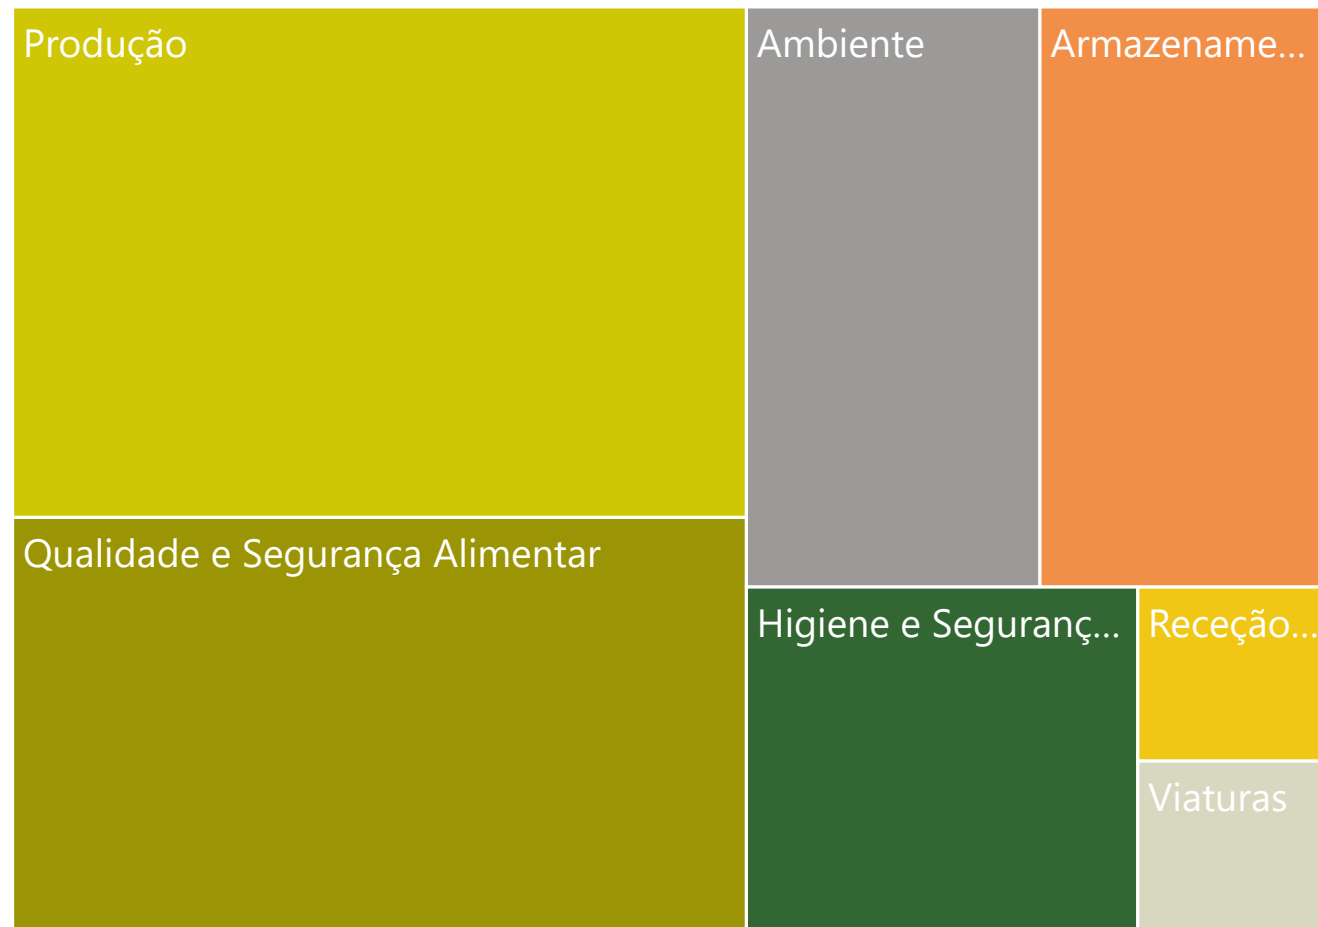 Produção
Ambiente
Armazename...
Qualidade e Segurança Alimentar
Higiene e Seguranç...
Receção...
Viaturas